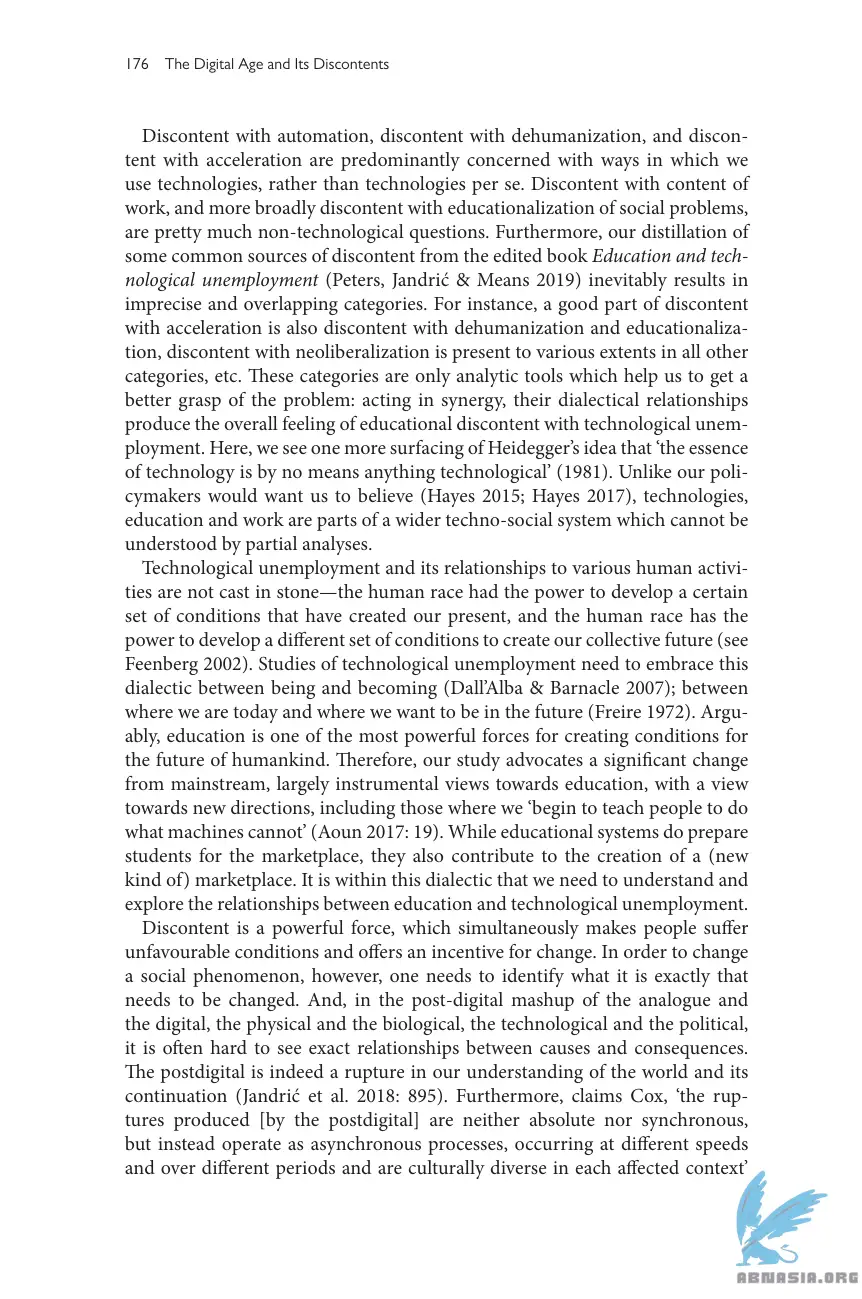 176 The Digital Age and Its Discontents
Discontent with automation, discontent with dehumanization, and discon-
tent with acceleration are predominantly concerned with ways in which we
use technologies, rather than technologies per se. Discontent with content of
work, and more broadly discontent with educationalization of social problems,
are pretty much non-technological questions. Furthermore, our distillation of
some common sources of discontent from the edited book Education and tech-
nological unemployment (Peters, Jandrić & Means 2019) inevitably results in
imprecise and overlapping categories. For instance, a good part of discontent
with acceleration is also discontent with dehumanization and educationaliza-
tion, discontent with neoliberalization is present to various extents in all other
categories, etc. These categories are only analytic tools which help us to get a
better grasp of the problem: acting in synergy, their dialectical relationships
produce the overall feeling of educational discontent with technological unem-
ployment. Here, we see one more surfacing of Heidegger’s idea that ‘the essence
of technology is by no means anything technological’ (1981). Unlike our poli-
cymakers would want us to believe (Hayes 2015; Hayes 2017), technologies,
education and work are parts of a wider techno-social system which cannot be
understood by partial analyses.
Technological unemployment and its relationships to various human activi-
ties are not cast in stone—the human race had the power to develop a certain
set of conditions that have created our present, and the human race has the
power to develop a different set of conditions to create our collective future (see
Feenberg 2002). Studies of technological unemployment need to embrace this
dialectic between being and becoming (Dall’Alba & Barnacle 2007); between
where we are today and where we want to be in the future (Freire 1972). Argu-
ably, education is one of the most powerful forces for creating conditions for
the future of humankind. Therefore, our study advocates a significant change
from mainstream, largely instrumental views towards education, with a view
towards new directions, including those where we ‘begin to teach people to do
what machines cannot’ (Aoun 2017: 19). While educational systems do prepare
students for the marketplace, they also contribute to the creation of a (new
kind of) marketplace. It is within this dialectic that we need to understand and
explore the relationships between education and technological unemployment.
Discontent is a powerful force, which simultaneously makes people suffer
unfavourable conditions and offers an incentive for change. In order to change
a social phenomenon, however, one needs to identify what it is exactly that
needs to be changed. And, in the post-digital mashup of the analogue and
the digital, the physical and the biological, the technological and the political,
it is often hard to see exact relationships between causes and consequences.
The postdigital is indeed a rupture in our understanding of the world and its
continuation (Jandrić et al. 2018: 895). Furthermore, claims Cox, ‘the rup-
tures produced [by the postdigital] are neither absolute nor synchronous,
but instead operate as asynchronous processes, occurring at different speeds
and over different periods and are culturally diverse in each affected context’
ABNASIA.ORG